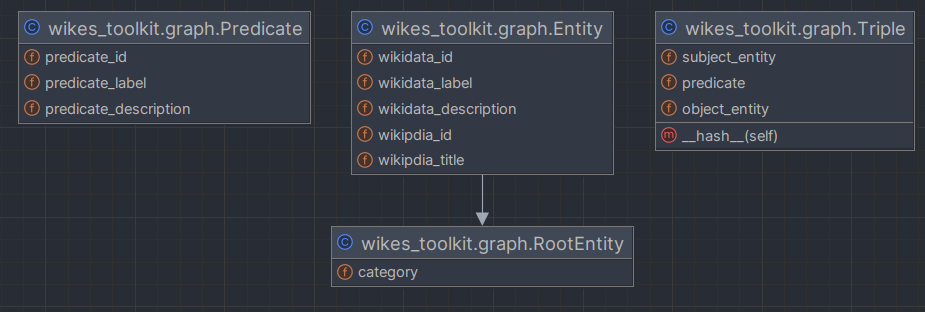 wikes_toolkit.graph.Predicate
predicate_id
predicate_label
predicate_description
wikes_toolkit.graph.Entity
wikidata_id
wikidata_label
wikidata_description
wikipdia_id
wikipdia_title
wikes_toolkit.graph.Triple
subject_entity
predicate
object_entity
__hash__(self)
wikes_toolkit.graph.RootEntity
category